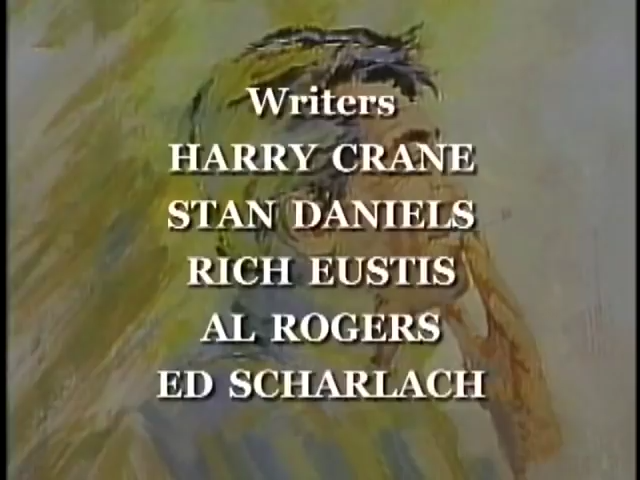 Writers
HARRY CRANE
STAN DANIELS
RICH EUSTIS
AL ROGERS
ED SCHARLACH